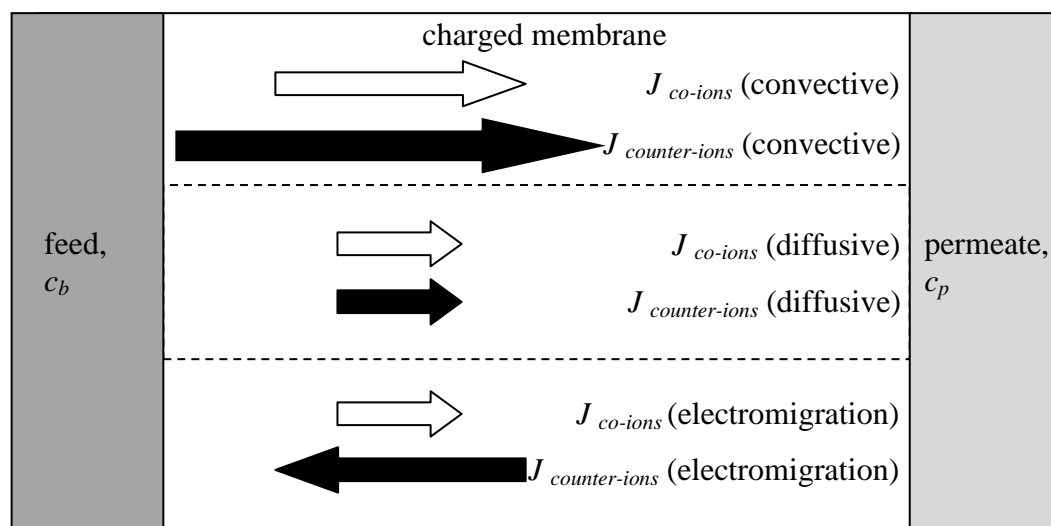 charged membrane
J co-ions (convective)
J counter-ions (convective)
feed,
c_b
J co-ions (diffusive)
J counter-ions (diffusive)
permeate,
c_p
J co-ions (electromigration)
J counter-ions (electromigration)